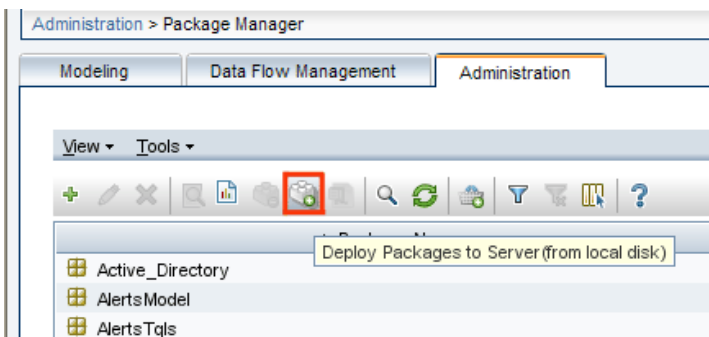 Administration > Package Manager
Modeling
Data Flow Management
Administration
View
Tools
Deploy Packages to Server (from local disk)
Active_Directory
AlertsModel
AlertsTqls